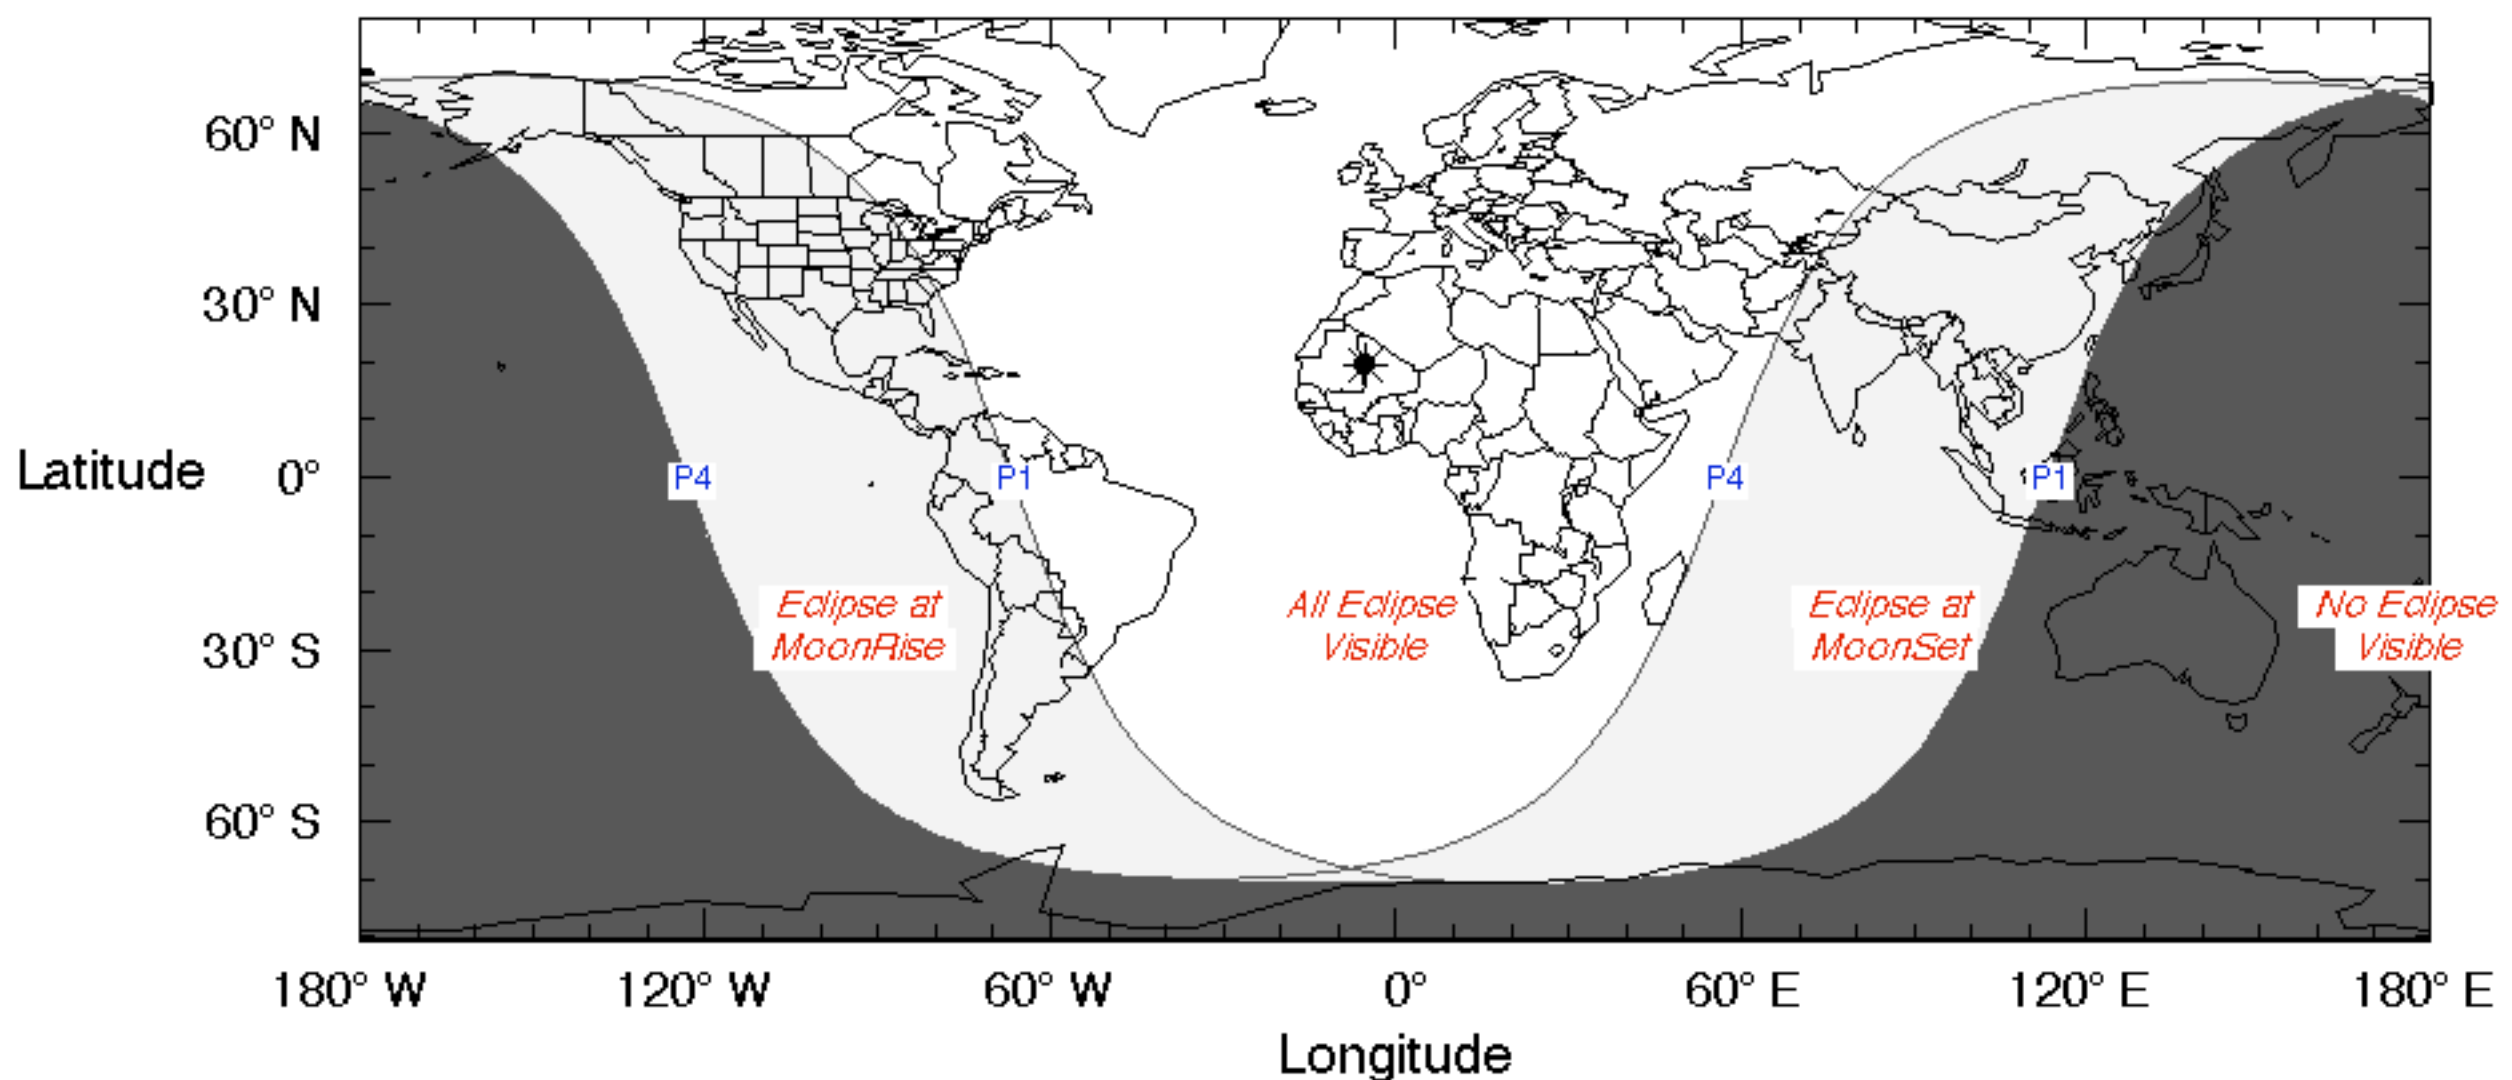 60° N
30° N
Latitude 0°
P4 P1 P4 P1
Eclipse at All Eclipse Eclipse at No Eclipse
MoonRise Visible MoonSet Visible
30° S
60° S
180° W 120° W 60° W 0° 60° E 120° E 180° E
Longitude